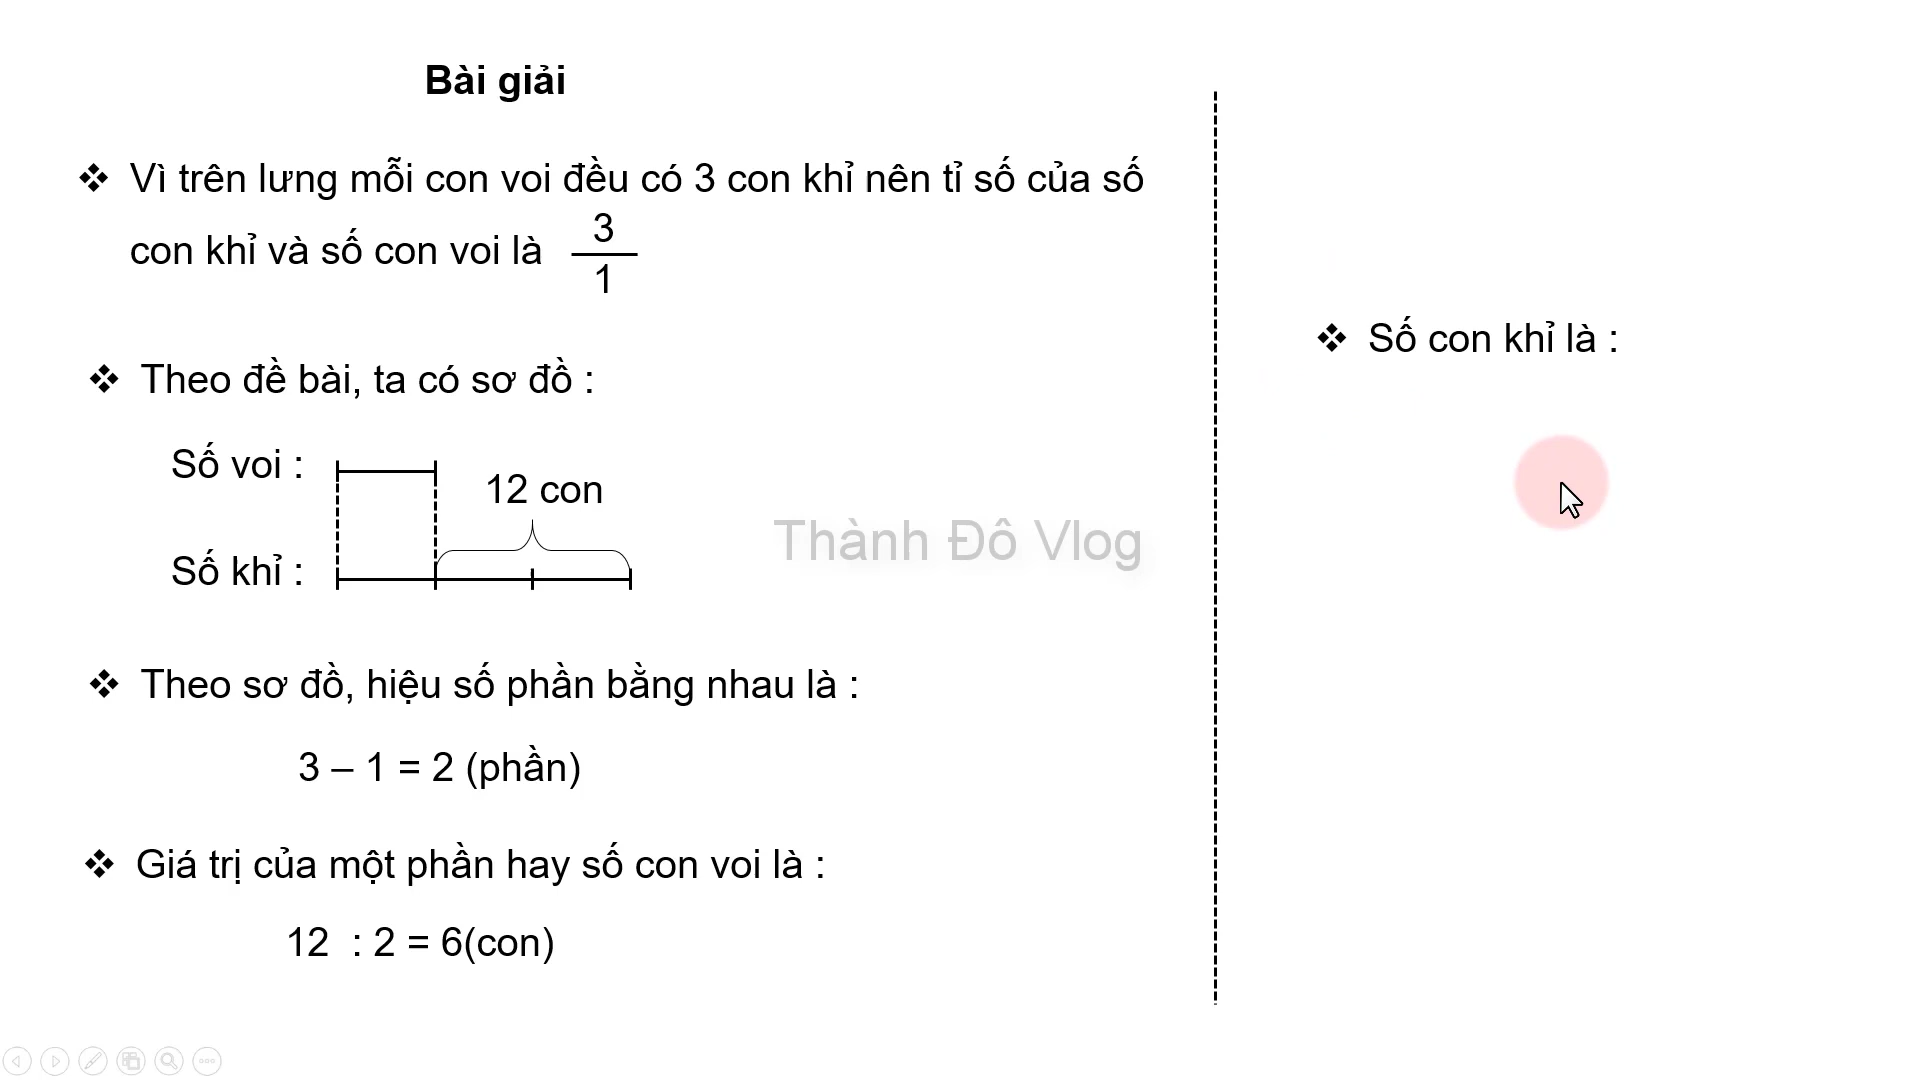 Bài giải
❖ Vì trên lưng mỗi con voi đều có 3 con khỉ nên tỉ số của số
con khỉ và số con voi là 3/1
❖ Theo đề bài, ta có sơ đồ :
Số voi :
12 con
Số khỉ :
❖ Theo sơ đồ, hiệu số phần bằng nhau là :
3 – 1 = 2 (phần)
❖ Giá trị của một phần hay số con voi là :
12 : 2 = 6(con)
Thành Đô Vlog
❖ Số con khỉ là :